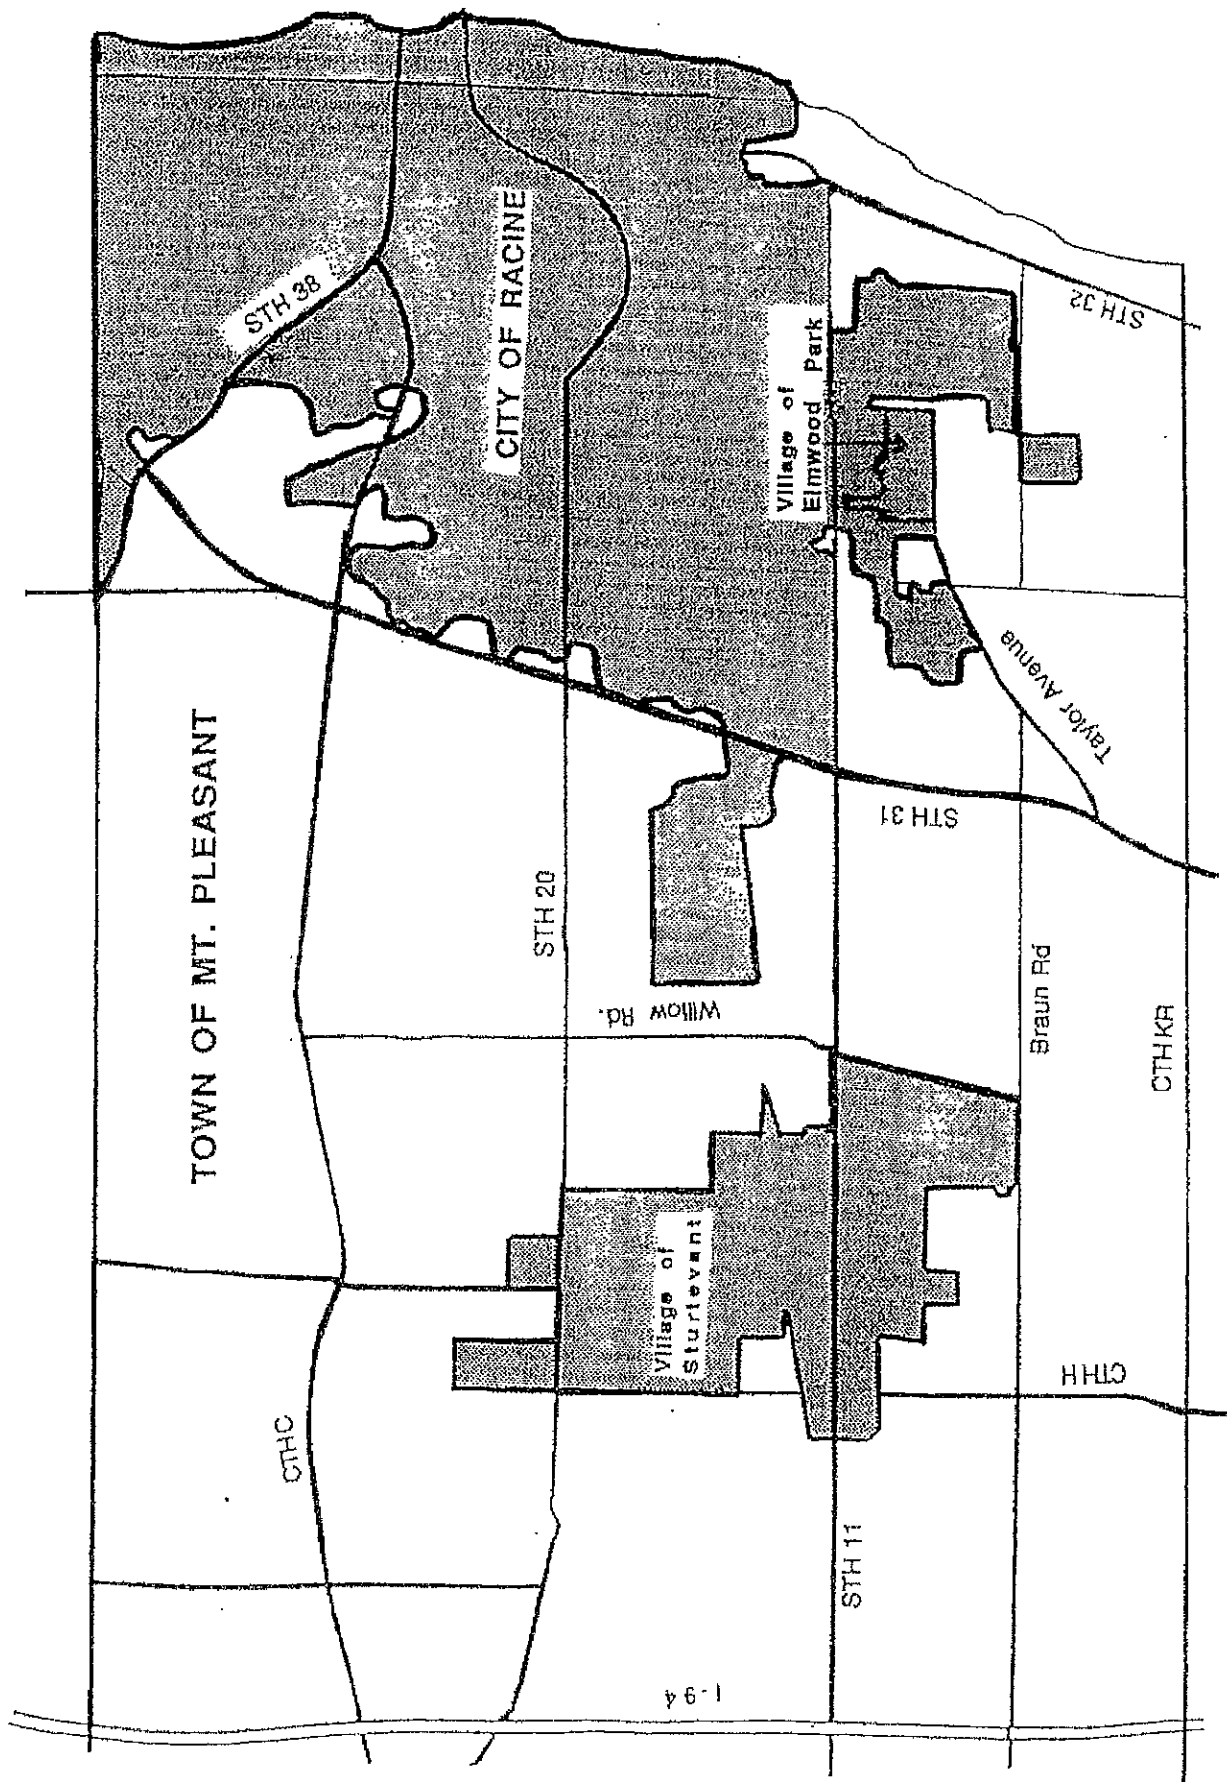 TOWN OF MT. PLEASANT
CITY OF RACINE
STH 38
Village of
Elmwood Park
STH 32
Taylor Avenue
STH 31
STH 20
Willow Rd.
Braun Rd
CTH KR
Village of
Sturtevant
CTH H
CTH C
STH 11
I-94